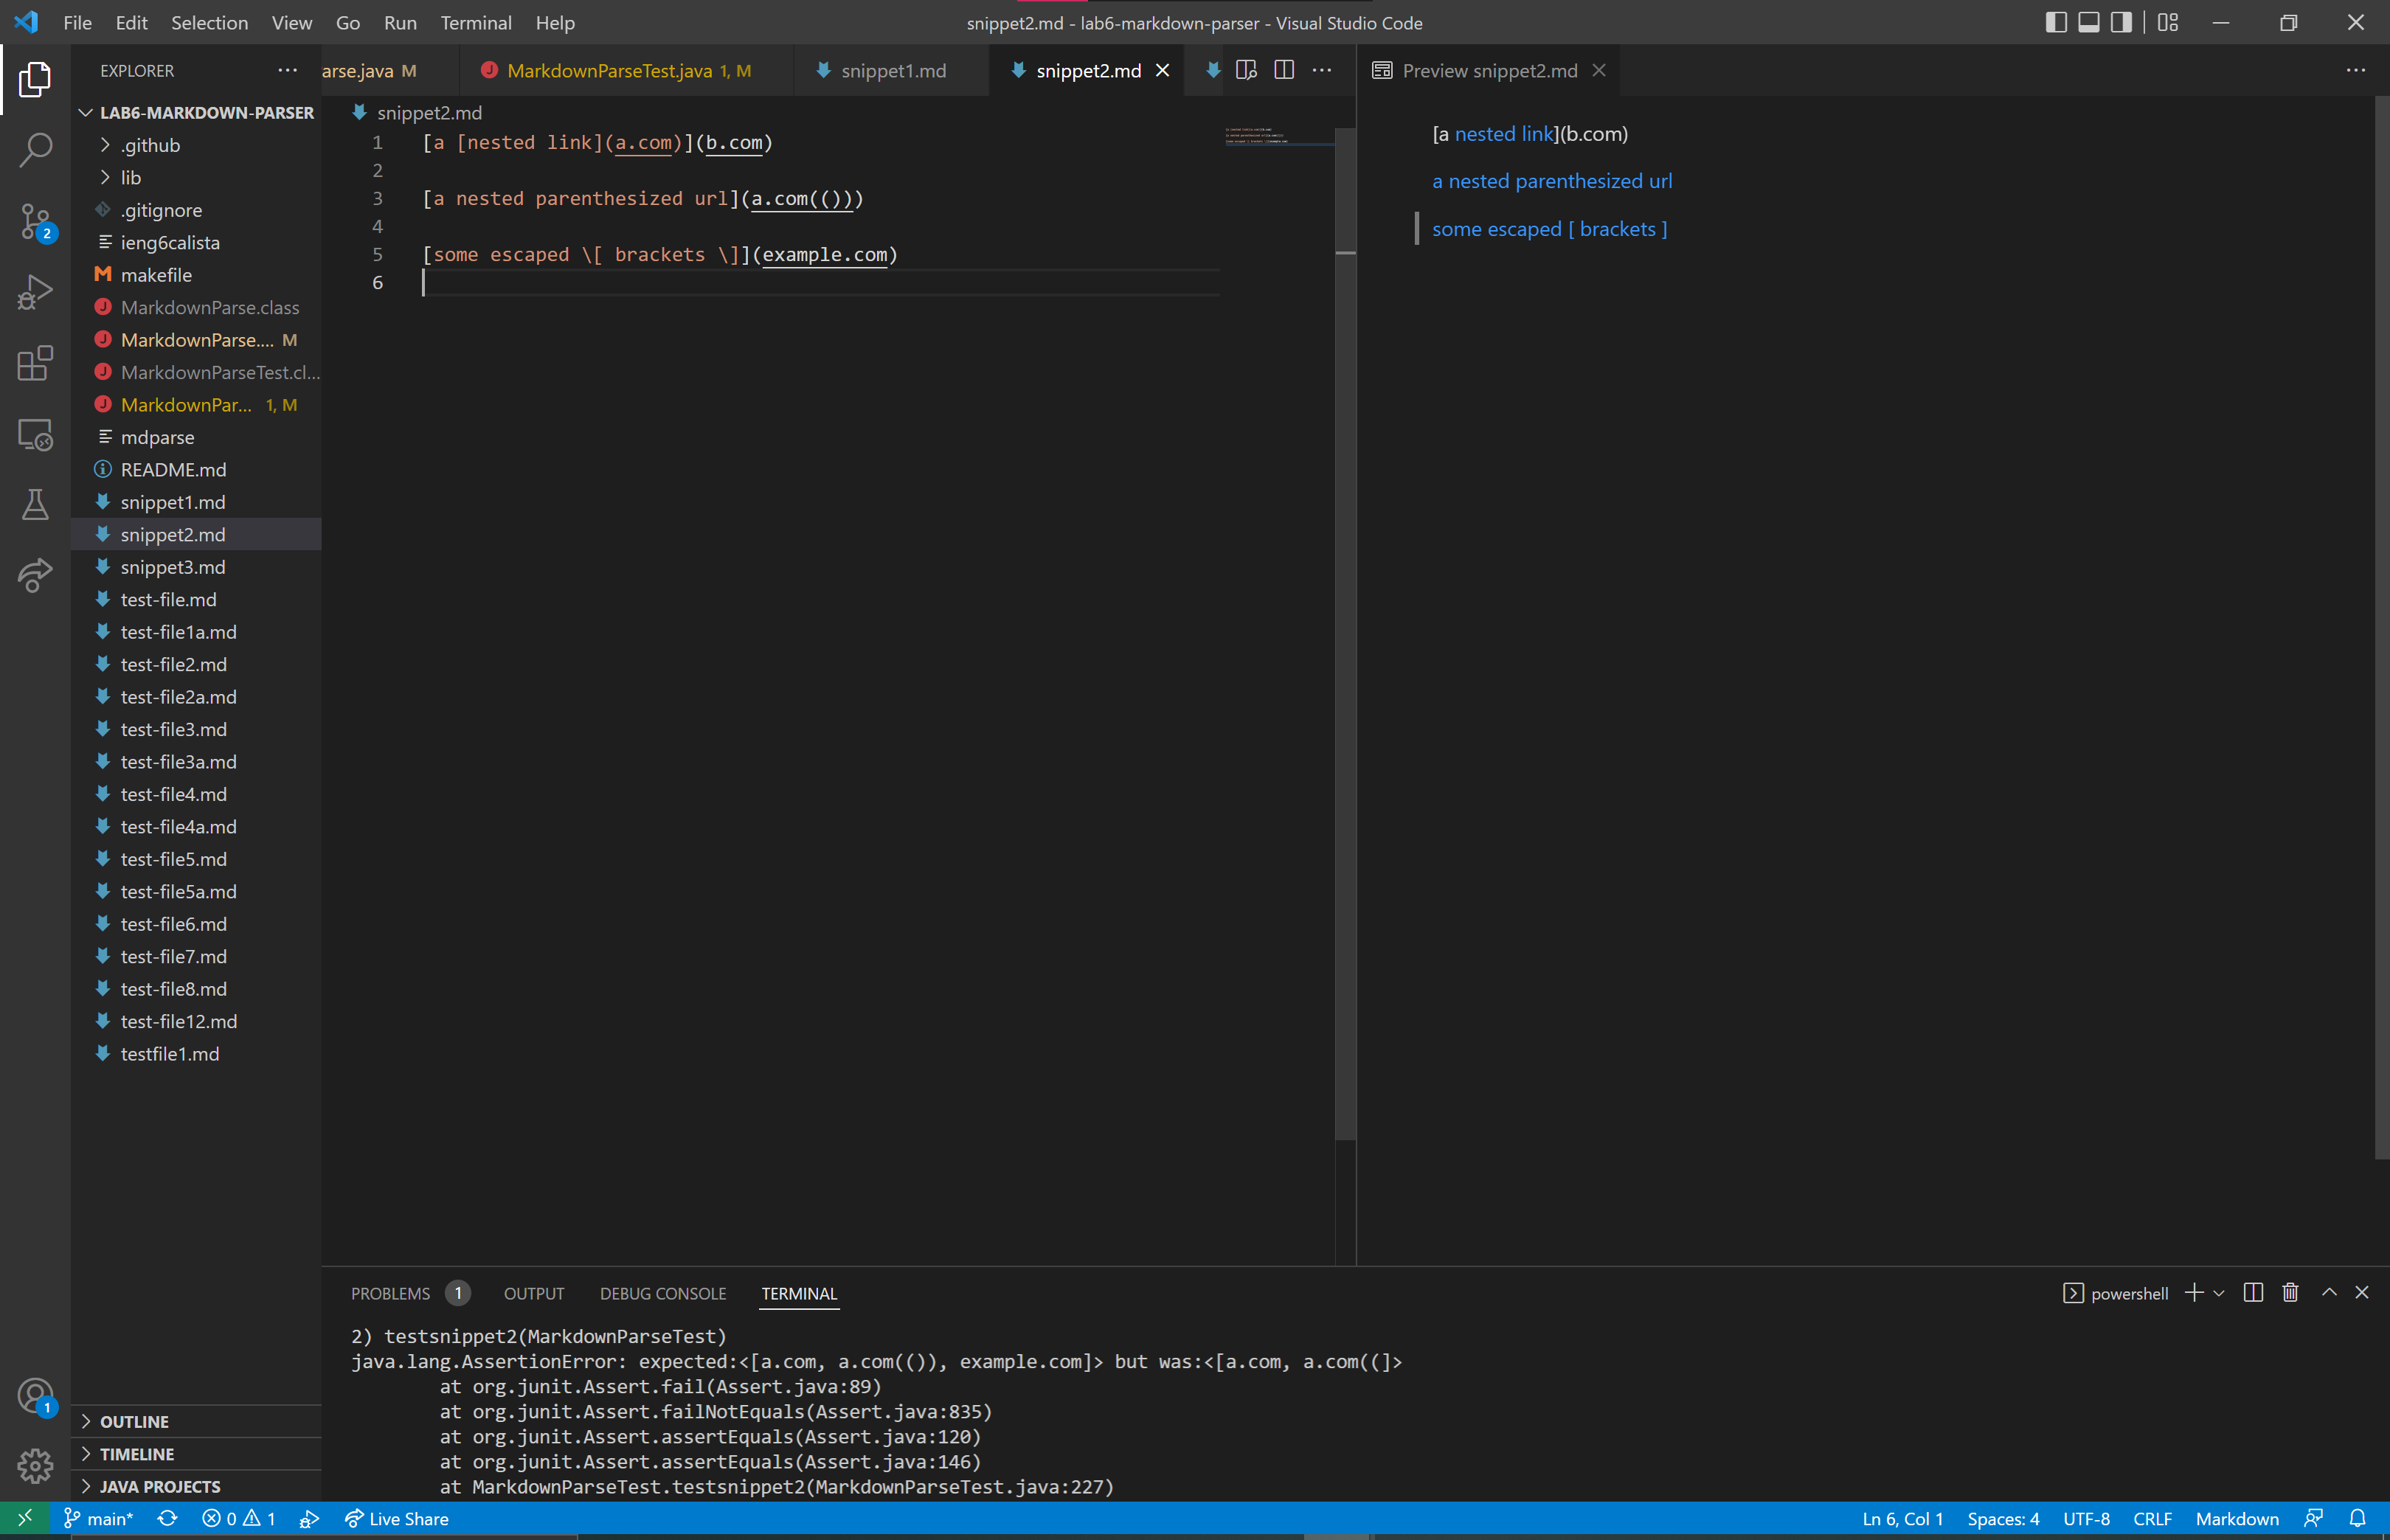 File Edit Selection View Go Run Terminal Help
snippet2.md - lab6-markdown-parser - Visual Studio Code
EXPLORER
arse.java M
MarkdownParseTest.java 1, M
snippet1.md
snippet2.md
Preview snippet2.md
LAB6-MARKDOWN-PARSER
.github
lib
.gitignore
ieng6calista
makefile
MarkdownParse.class
MarkdownParse.... M
MarkdownParseTest.cl...
MarkdownPar... 1, M
mdparse
README.md
snippet1.md
snippet2.md
snippet3.md
test-file.md
test-file1a.md
test-file2.md
test-file2a.md
test-file3.md
test-file3a.md
test-file4.md
test-file4a.md
test-file5.md
test-file5a.md
test-file6.md
test-file7.md
test-file8.md
test-file12.md
testfile1.md
OUTLINE
TIMELINE
JAVA PROJECTS
2
1
snippet2.md
1 [a [nested link](a.com)](b.com)
2
3 [a nested parenthesized url](a.com(()))
4
5 [some escaped \[ brackets \]](example.com)
6
[a nested link](b.com)
a nested parenthesized url
some escaped [ brackets ]
PROBLEMS 1 OUTPUT DEBUG CONSOLE TERMINAL
powershell
2) testsnippet2(MarkdownParseTest)
java.lang.AssertionError: expected:<[a.com, a.com(()), example.com]> but was:<[a.com, a.com((]>
at org.junit.Assert.fail(Assert.java:89)
at org.junit.Assert.failNotEquals(Assert.java:835)
at org.junit.Assert.assertEquals(Assert.java:120)
at org.junit.Assert.assertEquals(Assert.java:146)
at MarkdownParseTest.testsnippet2(MarkdownParseTest.java:227)
main* 0 1 Live Share
Ln 6, Col 1 Spaces: 4 UTF-8 CRLF Markdown